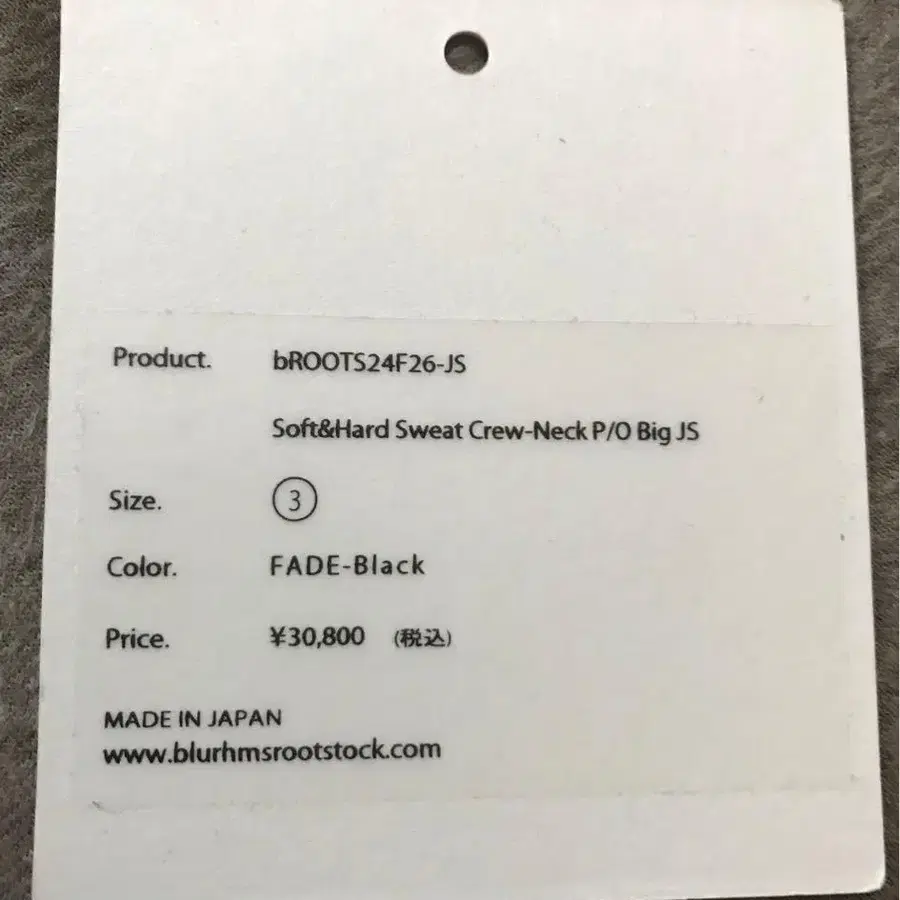 Product. bROOTS24F26-JS
Soft&Hard Sweat Crew-Neck P/O Big JS
Size. ③
Color. FADE-Black
Price. ¥30,800 (税込)
MADE IN JAPAN
www.blurhmsrootstock.com